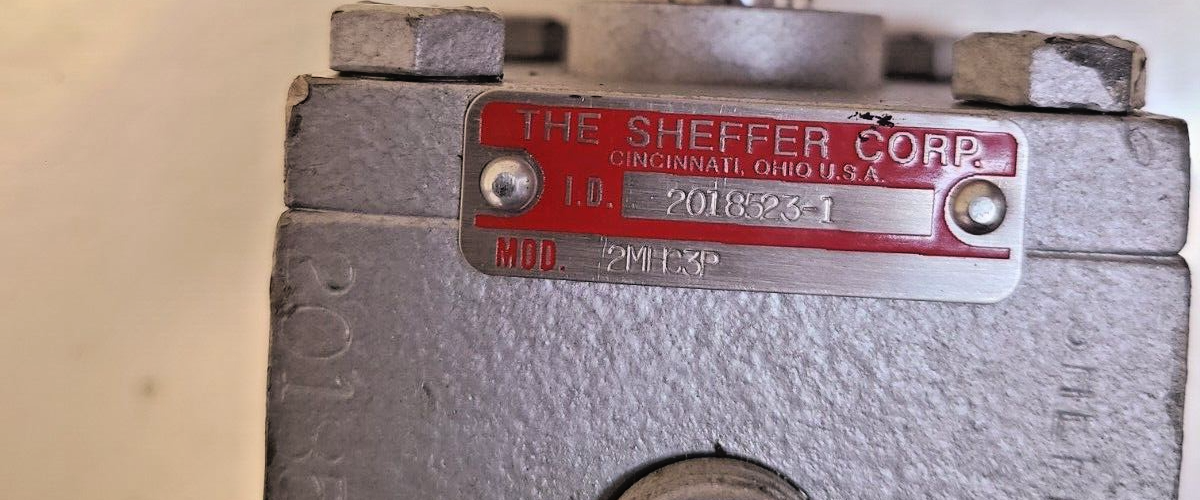 THE SHEFFER CORP.
CINCINNATI, OHIO U.S.A.
I.D. 2018523-1
MOD. 2MHC3P